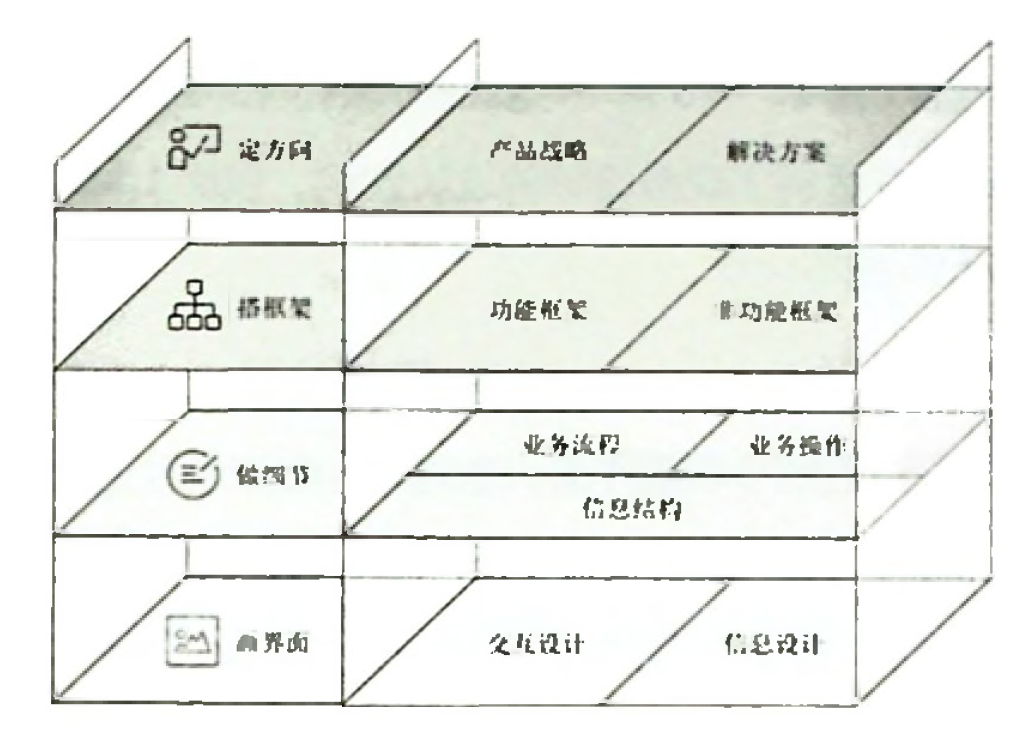 定方向
产品战略
解决方案
搭框架
功能框架
非功能框架
业务流程
业务操作
做细节
信息结构
画界面
交互设计
信息设计